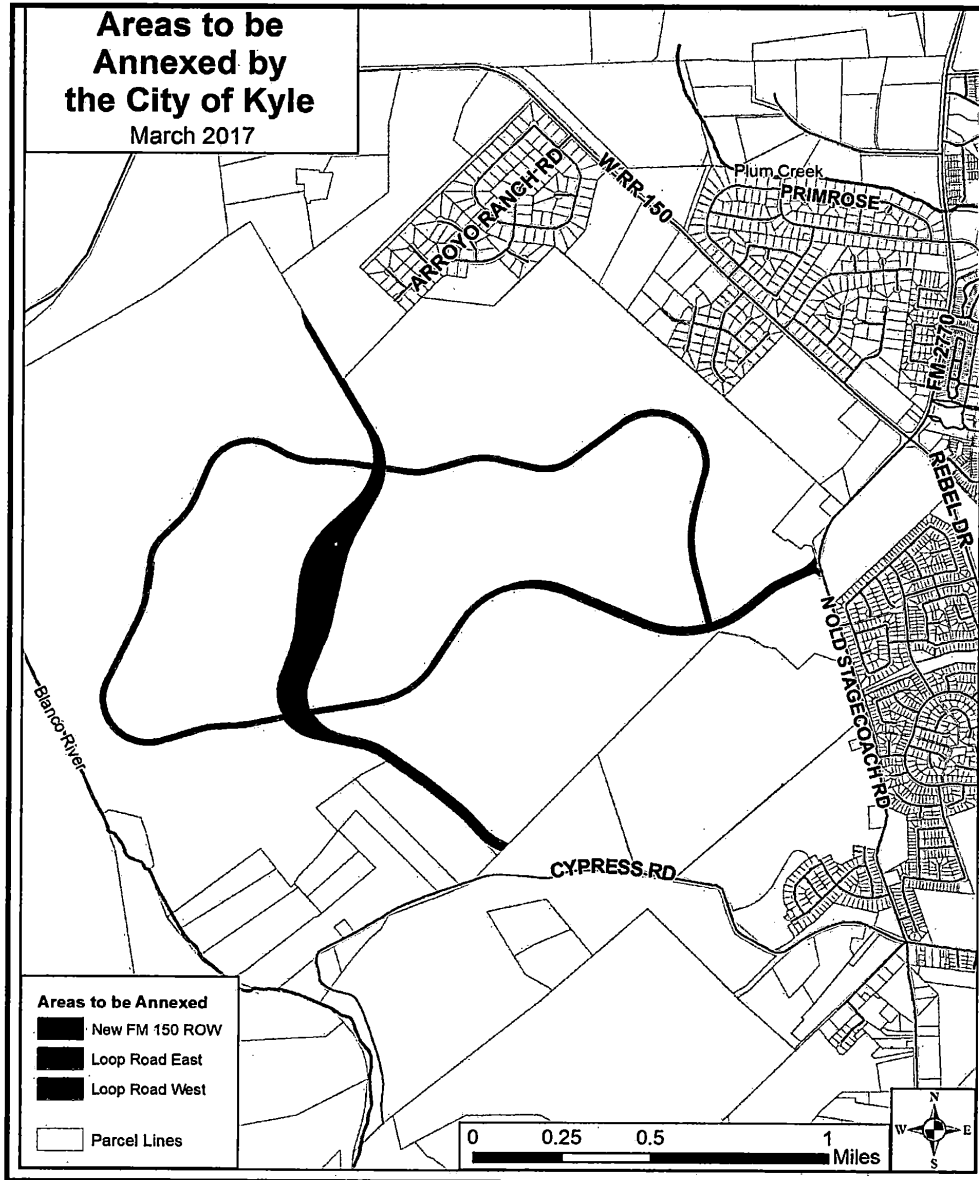 Areas to be
Annexed by
the City of Kyle
March 2017
ARROYO RANCH RD
W RR 150
Plum Creek
PRIMROSE
FM 2770
REBEL DR
N OLD STAGECOACH RD
Blanco River
CYPRESS RD
Areas to be Annexed
New FM 150 ROW
Loop Road East
Loop Road West
Parcel Lines
0 0.25 0.5 1
Miles
N
W E
S